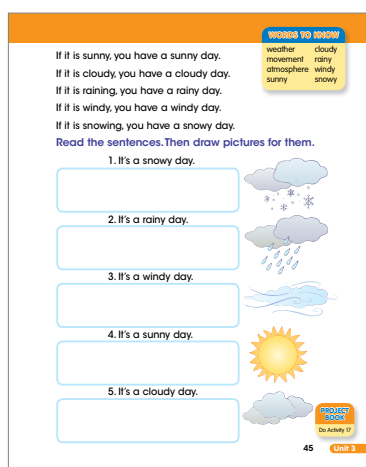 WORDS TO KNOW
weather cloudy
movement rainy
atmosphere windy
sunny snowy
If it is sunny, you have a sunny day.
If it is cloudy, you have a cloudy day.
If it is raining, you have a rainy day.
If it is windy, you have a windy day.
If it is snowing, you have a snowy day.
Read the sentences.Then draw pictures for them.
1. It's a snowy day.
2. It's a rainy day.
3. It's a windy day.
4. It's a sunny day.
5. It's a cloudy day.
PROJECT
BOOK
Do Activity 17
45 Unit 3